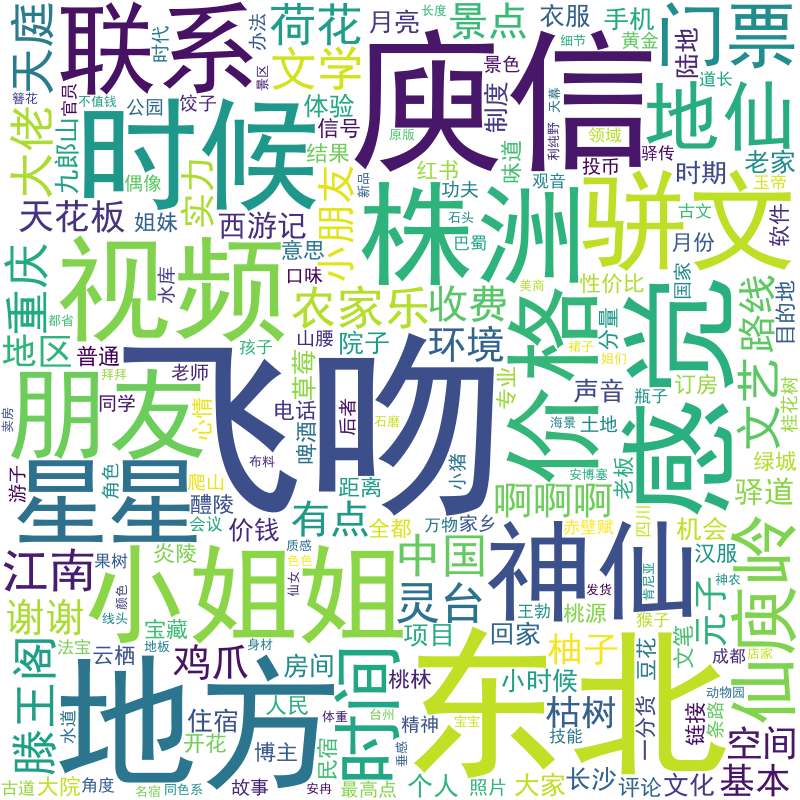 天庭
联系
时代
办法
荷花
月亮
长度
景点
衣服
手机
细节
黄金
门票
簪花
官员
不值钱
文学
景色
庾信
陆地
道长
公园
饺子
体验
制度
天幕
地仙
大佬
九郎山
时候
信号
原版
利纯野
领域
驿传
偶像
实力
结果
味道
红书
投币
老家
天花板
姐妹
西游记
小朋友
功夫
新品
观音
时期
玉帝
株洲
骈文
古文
软件
意思
石头
巴蜀
月份
重庆
视频
水库
口味
美商
性价比
国家
目的地
都省
农家乐
收费
价格
分量
感觉
文艺
路线
地区
孩子
山腰
院子
环境
裙子
普通
拜拜
老师
草莓
姐们
朋友
飞吻
专业
订房
同学
心情
电话
后者
石磨
声音
瓶子
桂花树
卖房
啤酒
海景
土地
老板
绿城
布料
小猪
安博塞
游子
角色
爬山
距离
啊啊啊
驿道
星星
醴陵
会议
价钱
有点
全都
万物
家乡
赤壁赋
四川
机会
汉服
江南
果树
炎陵
质感
色色
中国
神仙
发货
肯尼亚
神农
仙庾岭
谢谢
线头
颜色
小姐姐
仙女
灵台
王勃
桃源
猴子
元子
法宝
宝藏
地板
身材
项目
回家
文笔
豆花
成都
店家
滕王阁
云栖
鸡爪
房间
时间
桃林
柚子
小时候
动物园
地方
东北
水道
住宿
人民
体重
台州
精神
宝宝
技能
枯树
一分货
链接
条路
空间
开花
博主
民宿
垂感
古道
大院
角度
名宿
同色系
故事
安冉
最高点
个人
照片
大家
长沙
评论
文化
基本
景区